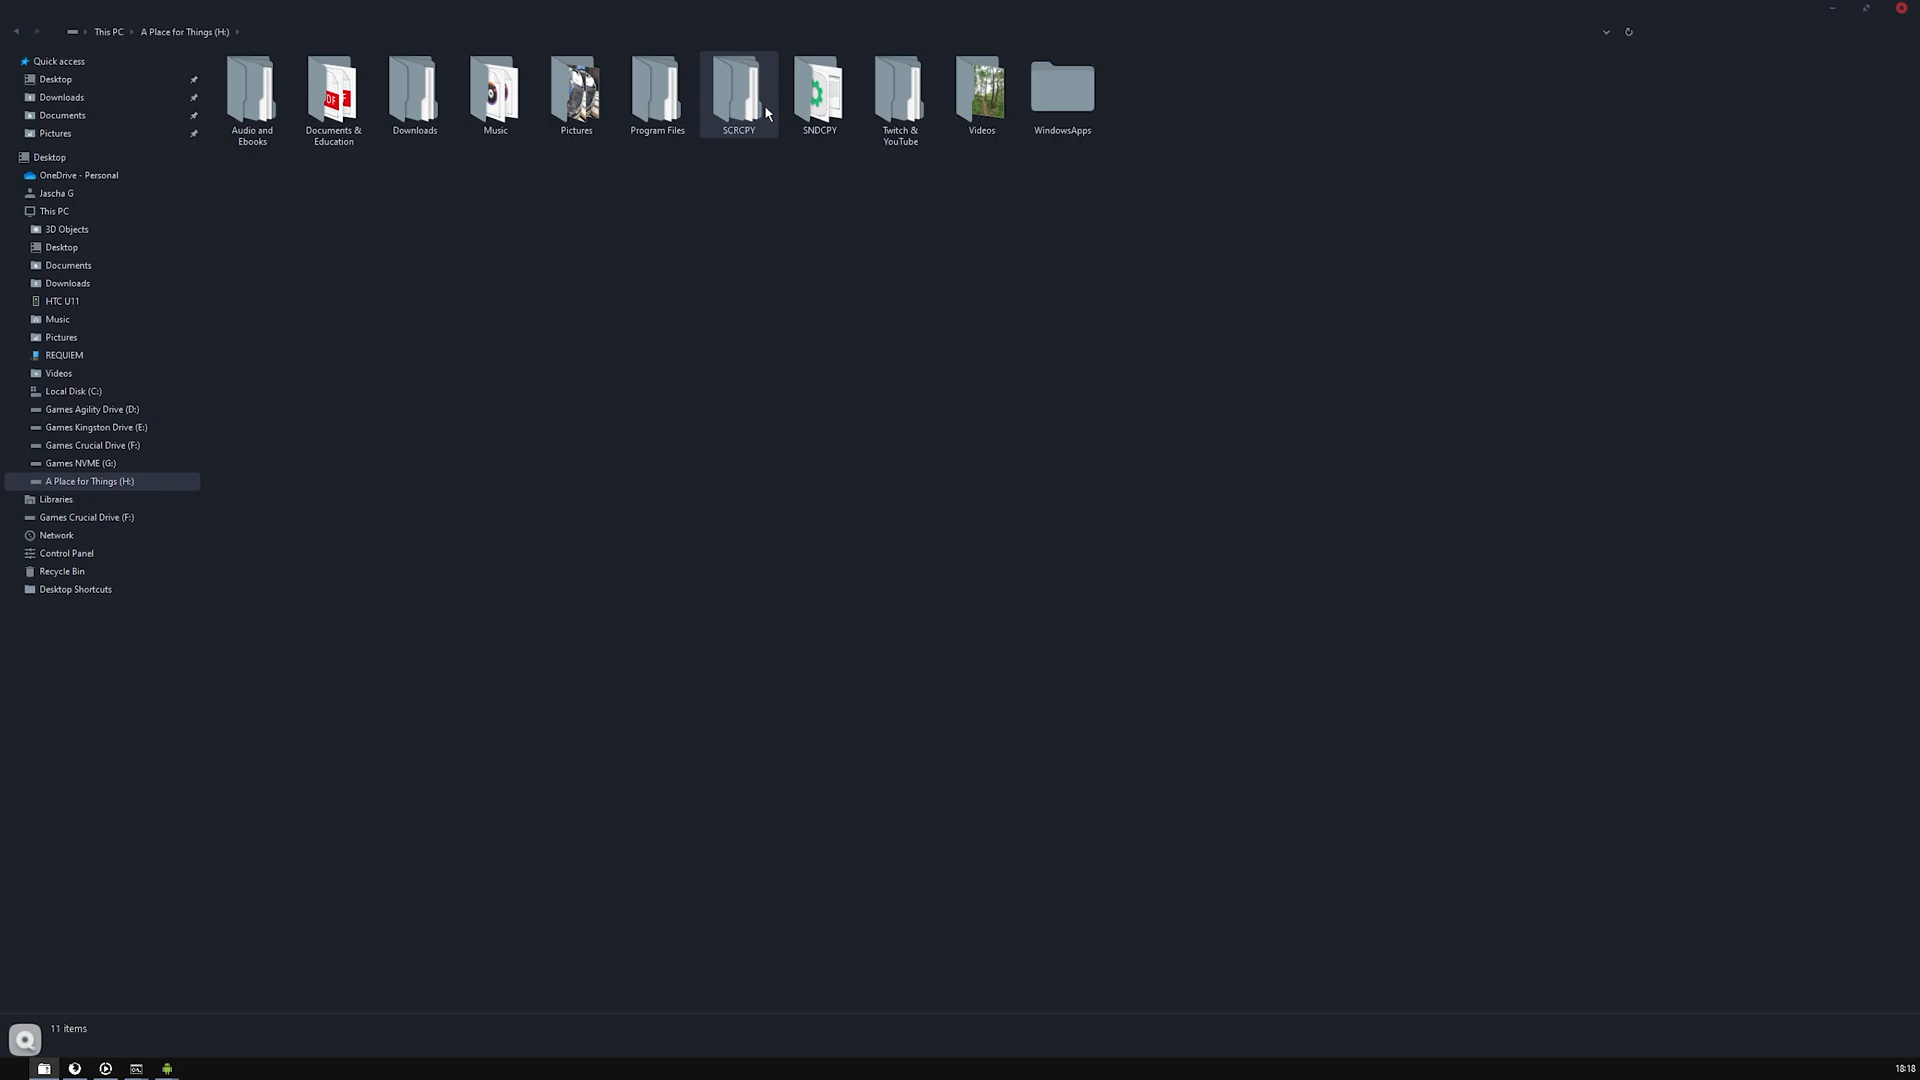 This PC
A Place for Things (H:)
Quick access
Desktop
Downloads
Documents
Pictures
Desktop
OneDrive - Personal
Jascha G
This PC
3D Objects
Desktop
Documents
Downloads
HTC U11
Music
Pictures
REQUIEM
Videos
Local Disk (C:)
Games Agility Drive (D:)
Games Kingston Drive (E:)
Games Crucial Drive (F:)
Games NVME (G:)
A Place for Things (H:)
Libraries
Games Crucial Drive (F:)
Network
Control Panel
Recycle Bin
Desktop Shortcuts
Audio and
Ebooks
Documents &
Education
Downloads
Music
Pictures
Program Files
SCRCPY
SNDCPY
Twitch &
YouTube
Videos
WindowsApps
11 items
18:18